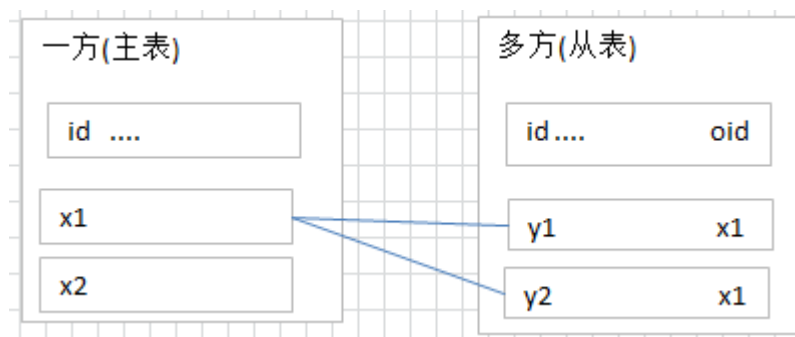 一方(主表)
id ....
x1
x2
多方(从表)
id.... oid
y1 x1
y2 x1